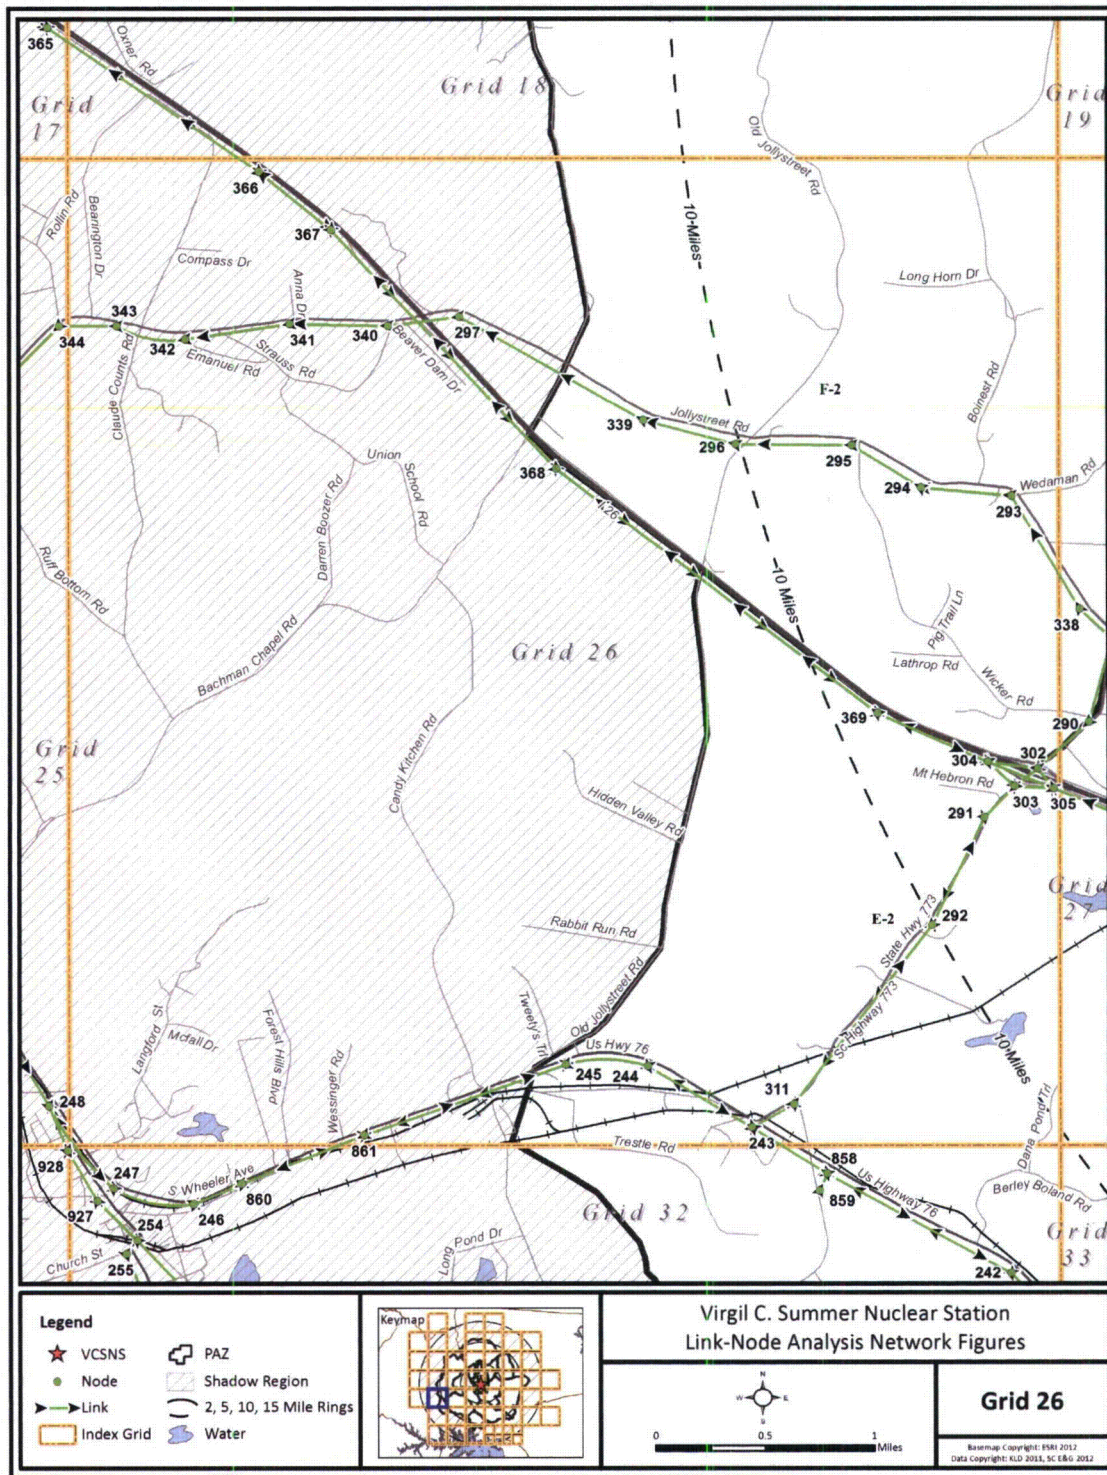 365
Oxner Rd
Grid
17
Grid 18
Grid
19
Old
Jollystreet Rd
366
Rollin Rd
Bearington Dr
367
10 Miles
Compass Dr
Anna Dr
Long Horn Dr
343
344
342
341
340
297
Emanuel Rd
Strauss Rd
Beaver Dam Dr
Claude Counts Rd
F-2
Boinest Rd
339
Jollystreet Rd
296
295
294
293
Wedaman Rd
Union
School Rd
368
I-26
Darren Boozer Rd
Ruff Bottom Rd
10 Miles
338
Pig Trail Ln
Lathrop Rd
Wicker Rd
Grid 26
Bachman Chapel Rd
369
290
Grid
25
304
302
Mt Hebron Rd
303
305
291
Candy Kitchen Rd
Hidden Valley Rd
Grid
27
E-2
292
Rabbit Run Rd
State Hwy 773
Sc Highway 773
Old Jollystreet Rd
Tweety's Trl
Us Hwy 76
245
244
10 Miles
Langford St
Mcfall Dr
Forest Hills Blvd
Wessinger Rd
311
248
243
Trestle Rd
Dana Pond Trl
928
861
858
247
S Wheeler Ave
860
859
Us Highway 76
Berley Boland Rd
927
246
254
Grid 32
Grid
33
Church St
255
Long Pond Dr
242
Legend
VCSNS
PAZ
Node
Shadow Region
Link
2, 5, 10, 15 Mile Rings
Index Grid
Water
Keymap
Virgil C. Summer Nuclear Station
Link-Node Analysis Network Figures
N
W
E
S
0
0.5
1
Miles
Grid 26
Basemap Copyright: ESRI 2012
Data Copyright: KLD 2011, SC E&G 2012